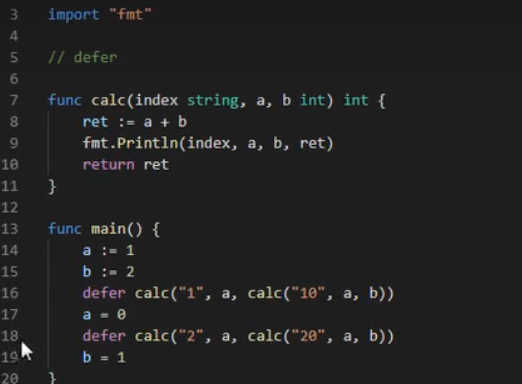 3 import "fmt"
4
5 // defer
6
7 func calc(index string, a, b int) int {
8     ret := a + b
9     fmt.Println(index, a, b, ret)
10     return ret
11 }
12
13 func main() {
14     a := 1
15     b := 2
16     defer calc("1", a, calc("10", a, b))
17     a = 0
18     defer calc("2", a, calc("20", a, b))
19     b = 1
20 }